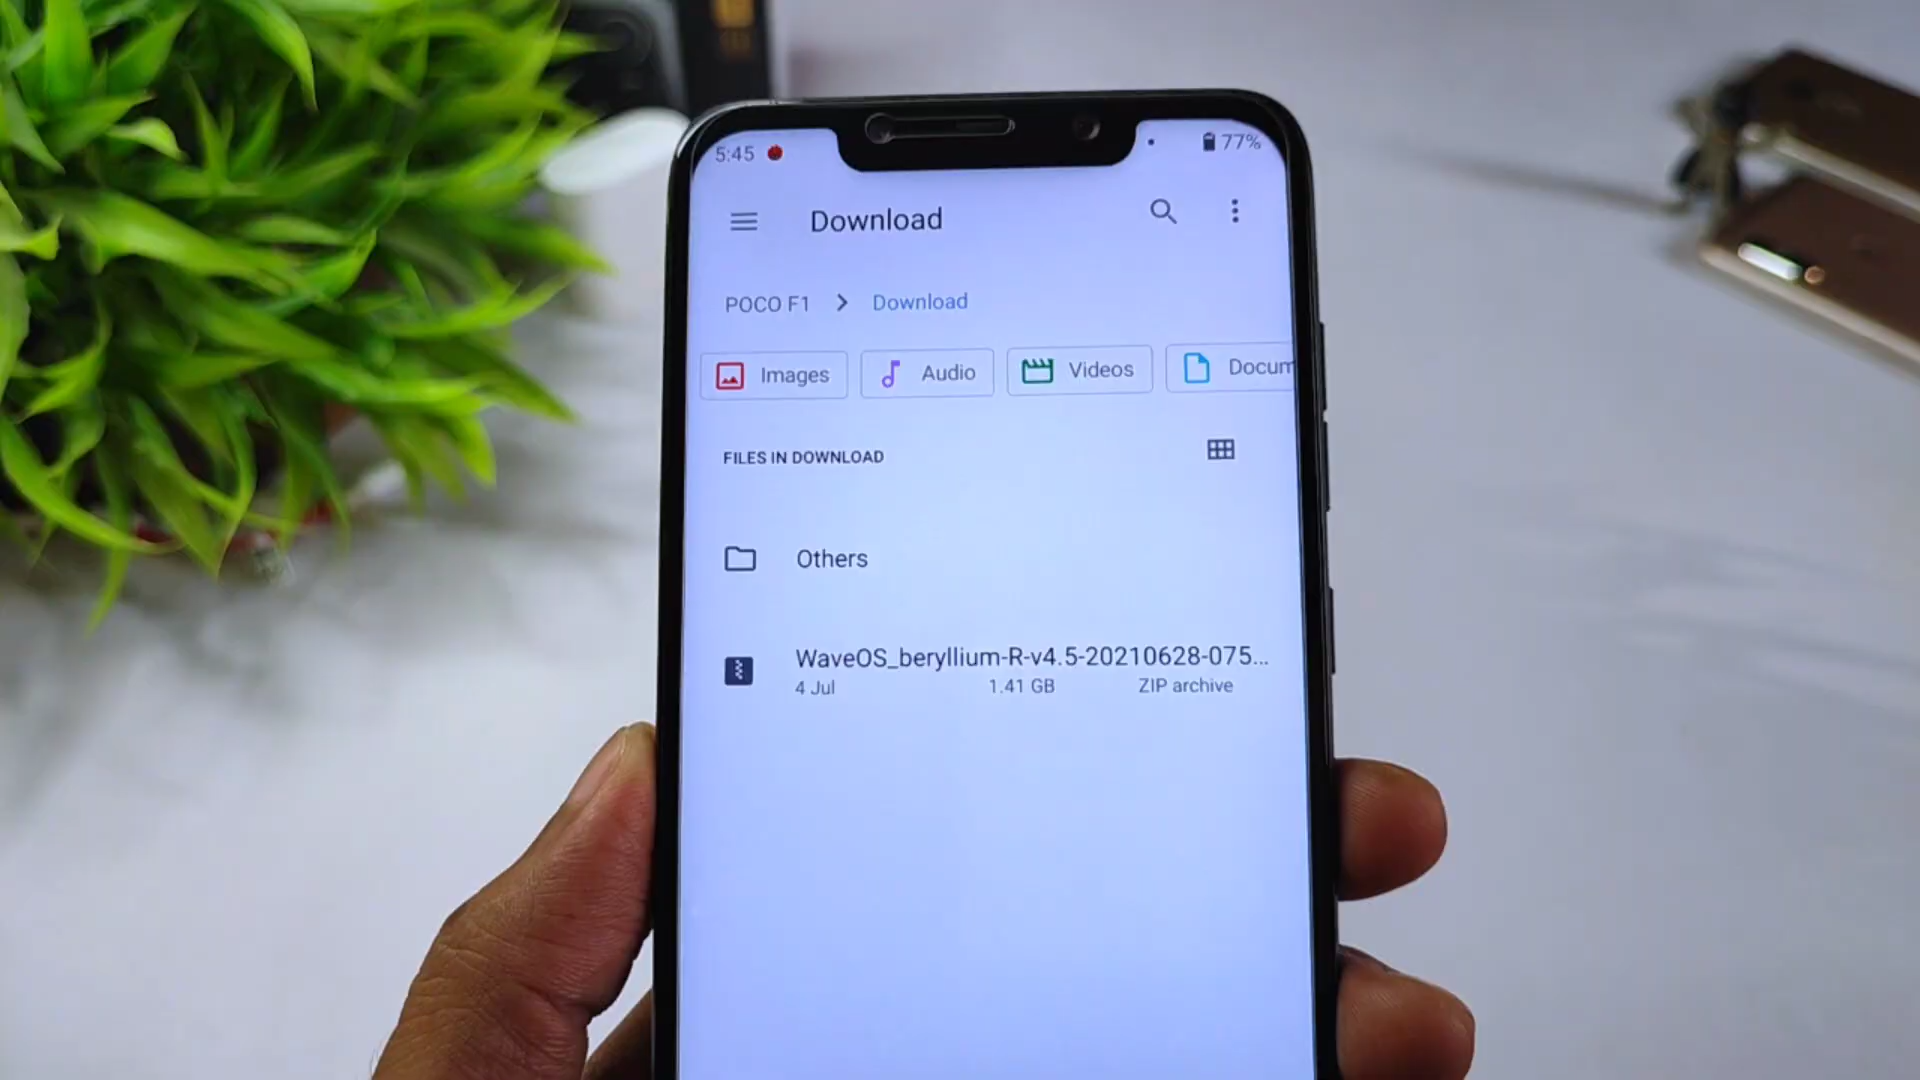 5:45
77%
Download
POCO F1 > Download
Images Audio Videos Docum
FILES IN DOWNLOAD
Others
WaveOS_beryllium-R-v4.5-20210628-075...
4 Jul 1.41 GB ZIP archive